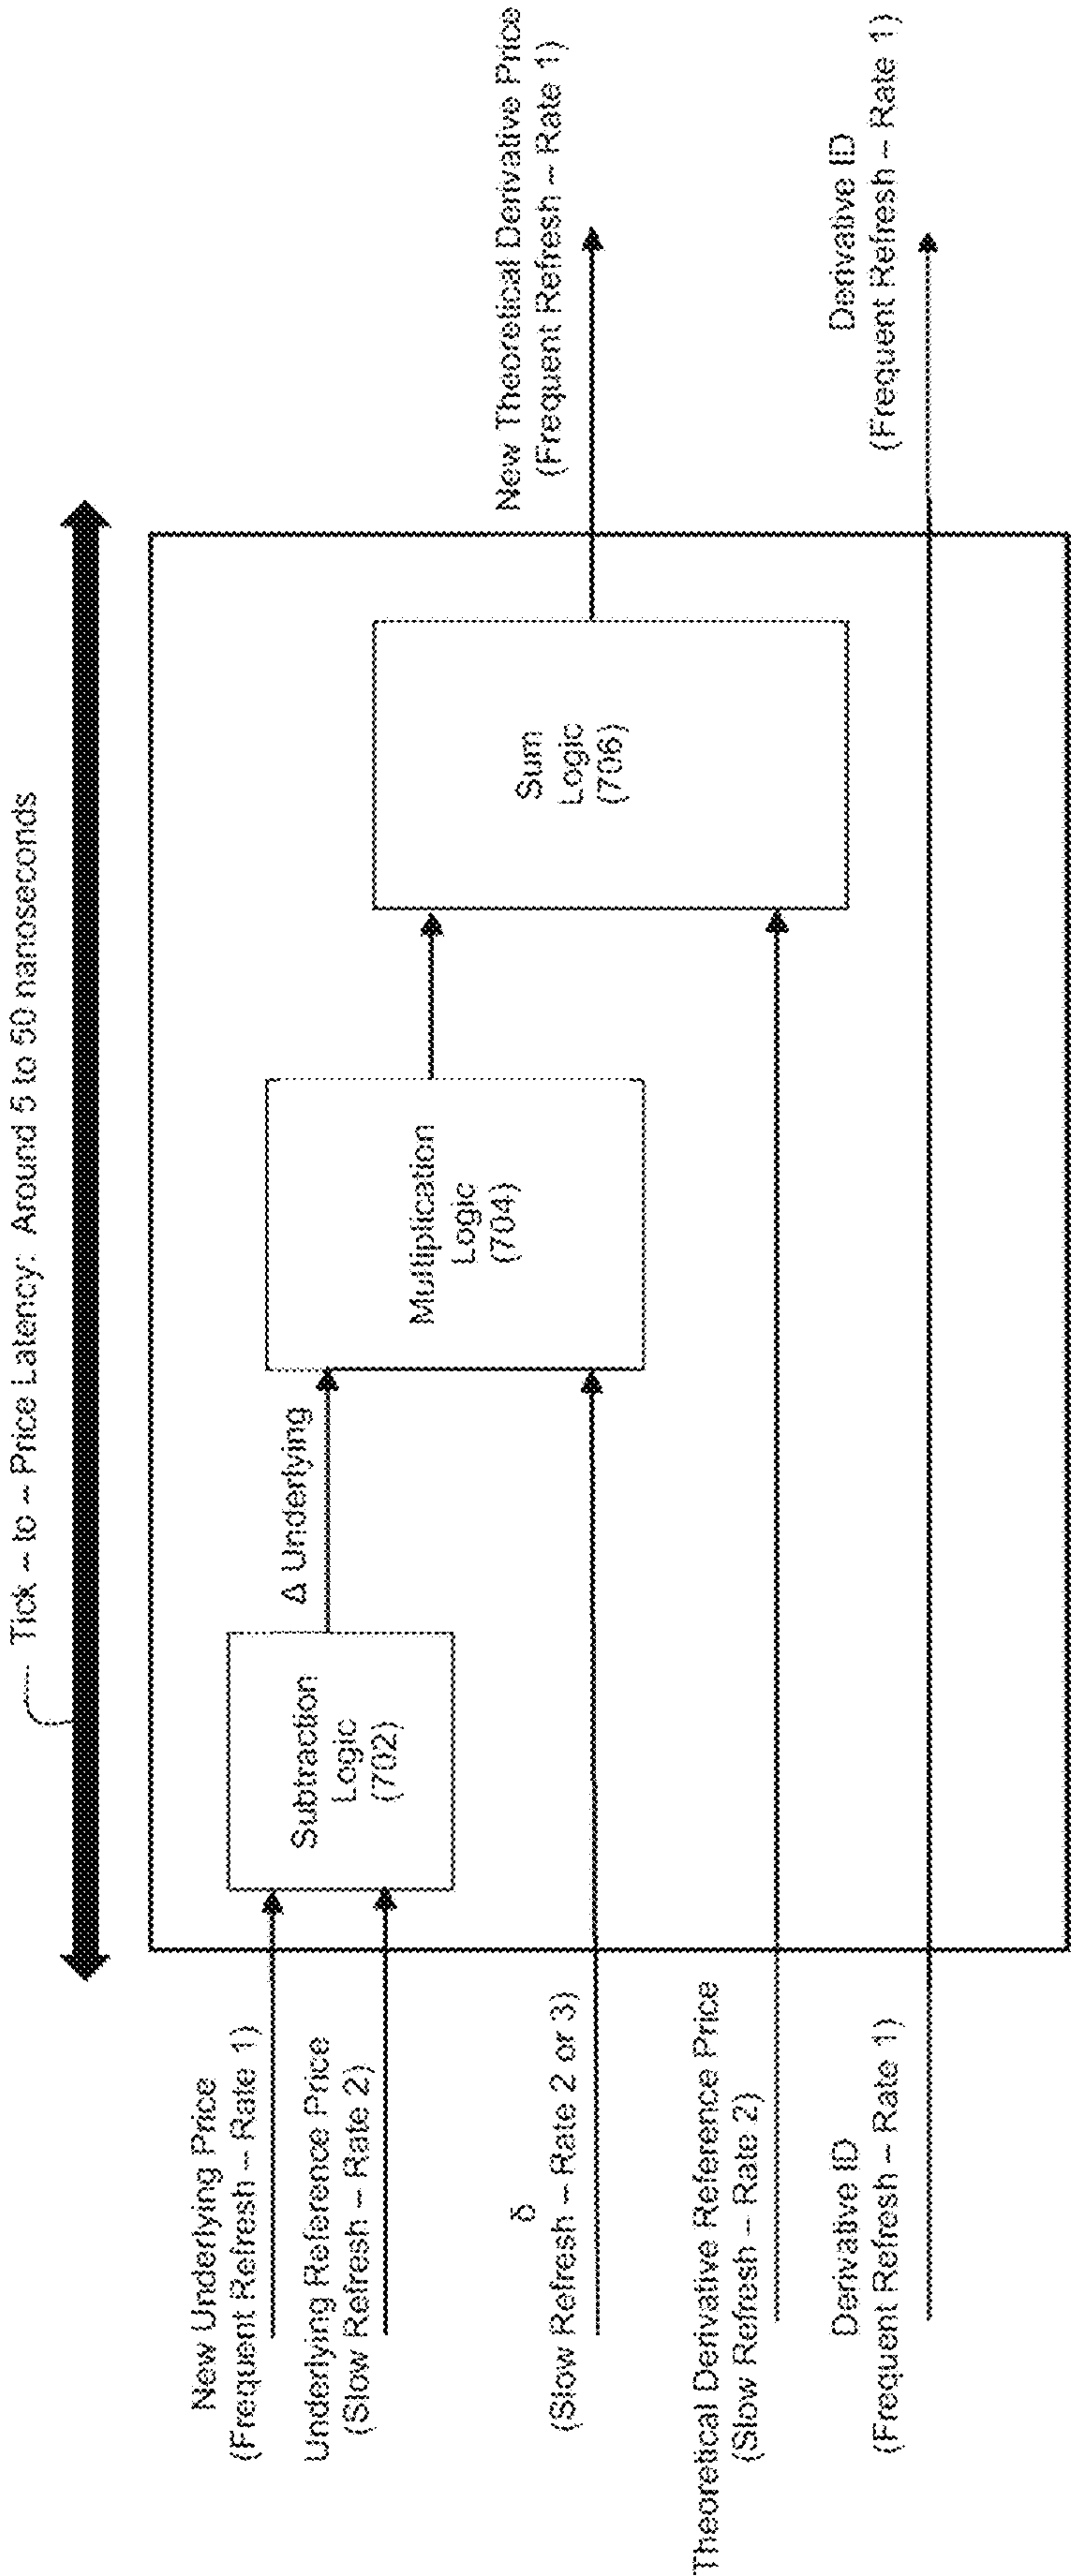 Tick – to – Price Latency: Around 5 to 50 nanoseconds
New Underlying Price
(Frequent Refresh – Rate 1)
Underlying Reference Price
(Slow Refresh – Rate 2)
δ
(Slow Refresh – Rate 2 or 3)
Theoretical Derivative Reference Price
(Slow Refresh – Rate 2)
Derivative ID
(Frequent Refresh – Rate 1)
Subtraction
Logic
(702)
Δ Underlying
Multiplication
Logic
(704)
Sum
Logic
(706)
New Theoretical Derivative Price
(Frequent Refresh – Rate 1)
Derivative ID
(Frequent Refresh – Rate 1)